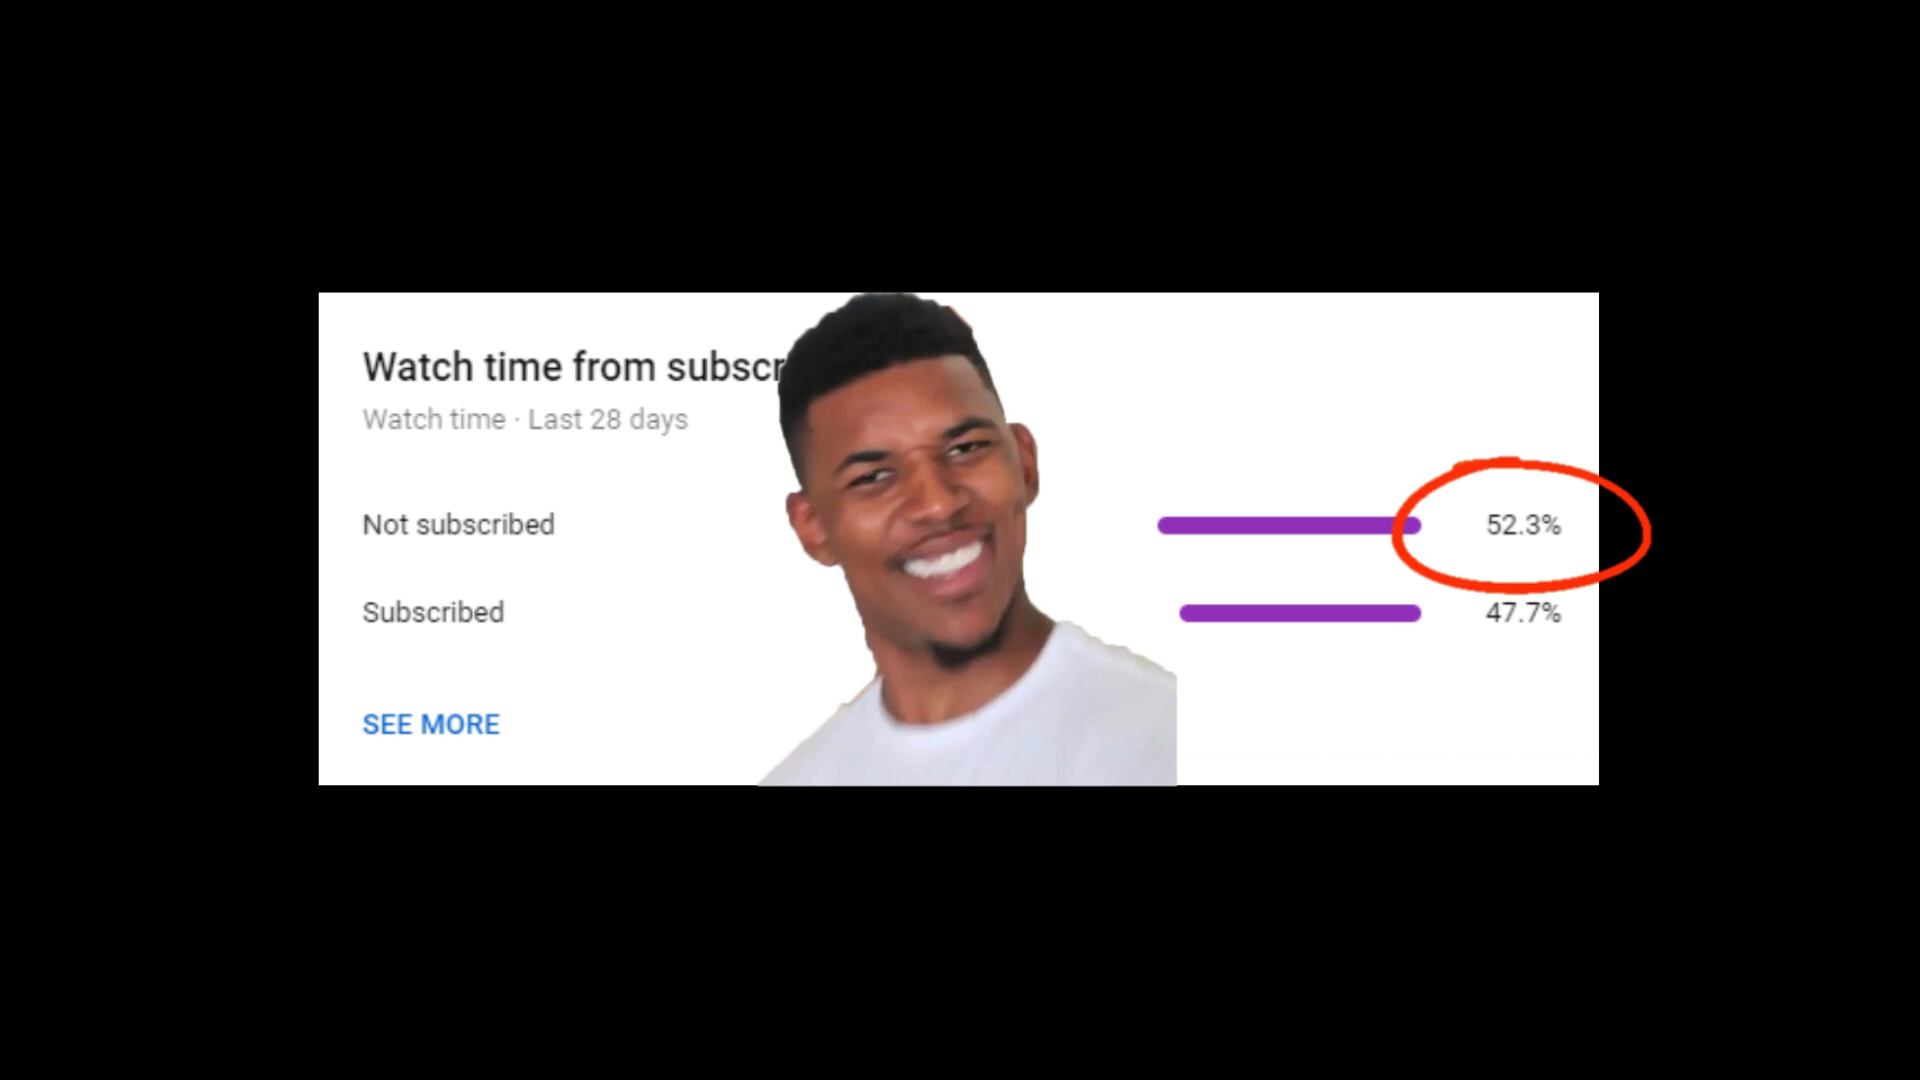 Watch time from subscr
Watch time · Last 28 days
Not subscribed 52.3%
Subscribed 47.7%
SEE MORE